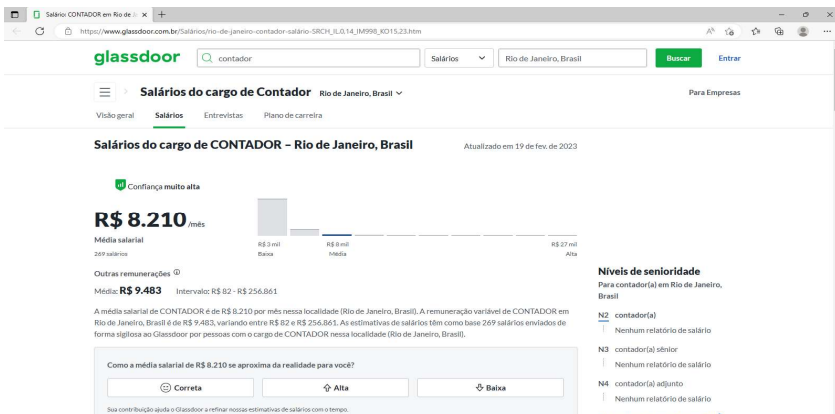 Salário: CONTADOR em Rio de Ja
https://www.glassdoor.com.br/Salários/rio-de-janeiro-contador-salário-SRCH_IL.0,14_IM998_KO15,23.htm
glassdoor
contador
Salários
Rio de Janeiro, Brasil
Buscar
Entrar
Salários do cargo de Contador Rio de Janeiro, Brasil
Para Empresas
Visão geral Salários Entrevistas Plano de carreira
Salários do cargo de CONTADOR – Rio de Janeiro, Brasil
Atualizado em 19 de fev. de 2023
Confiança muito alta
R$ 8.210 /mês
Média salarial
269 salários
R$ 3 mil
Baixa
R$ 8 mil
Média
R$ 27 mil
Alta
Outras remunerações
Média: R$ 9.483 Intervalo: R$ 82 - R$ 256.861
A média salarial de CONTADOR é de R$ 8.210 por mês nessa localidade (Rio de Janeiro, Brasil). A remuneração variável de CONTADOR em
Rio de Janeiro, Brasil é de R$ 9.483, variando entre R$ 82 e R$ 256.861. As estimativas de salários têm como base 269 salários enviados de
forma sigilosa ao Glassdoor por pessoas com o cargo de CONTADOR nessa localidade (Rio de Janeiro, Brasil).
Como a média salarial de R$ 8.210 se aproxima da realidade para você?
Correta
Alta
Baixa
Sua contribuição ajuda o Glassdoor a refinar nossas estimativas de salários com o tempo.
Níveis de senioridade
Para contador(a) em Rio de Janeiro,
Brasil
N2 contador(a)
Nenhum relatório de salário
N3 contador(a) sênior
Nenhum relatório de salário
N4 contador(a) adjunto
Nenhum relatório de salário